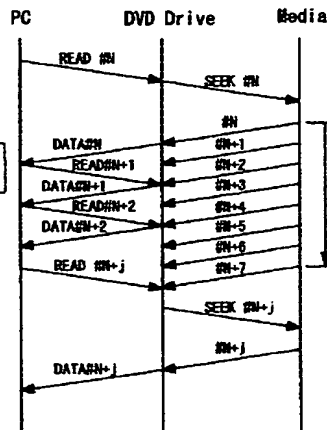 PC DVD Drive Media
READ #N
SEEK #N
#N
DATA#N
#N+1
READ#N+1
#N+2
DATA#N+1
#N+3
READ#N+2
#N+4
DATA#N+2
#N+5
#N+6
READ #N+j
#N+7
SEEK #N+j
#N+j
DATA#N+j